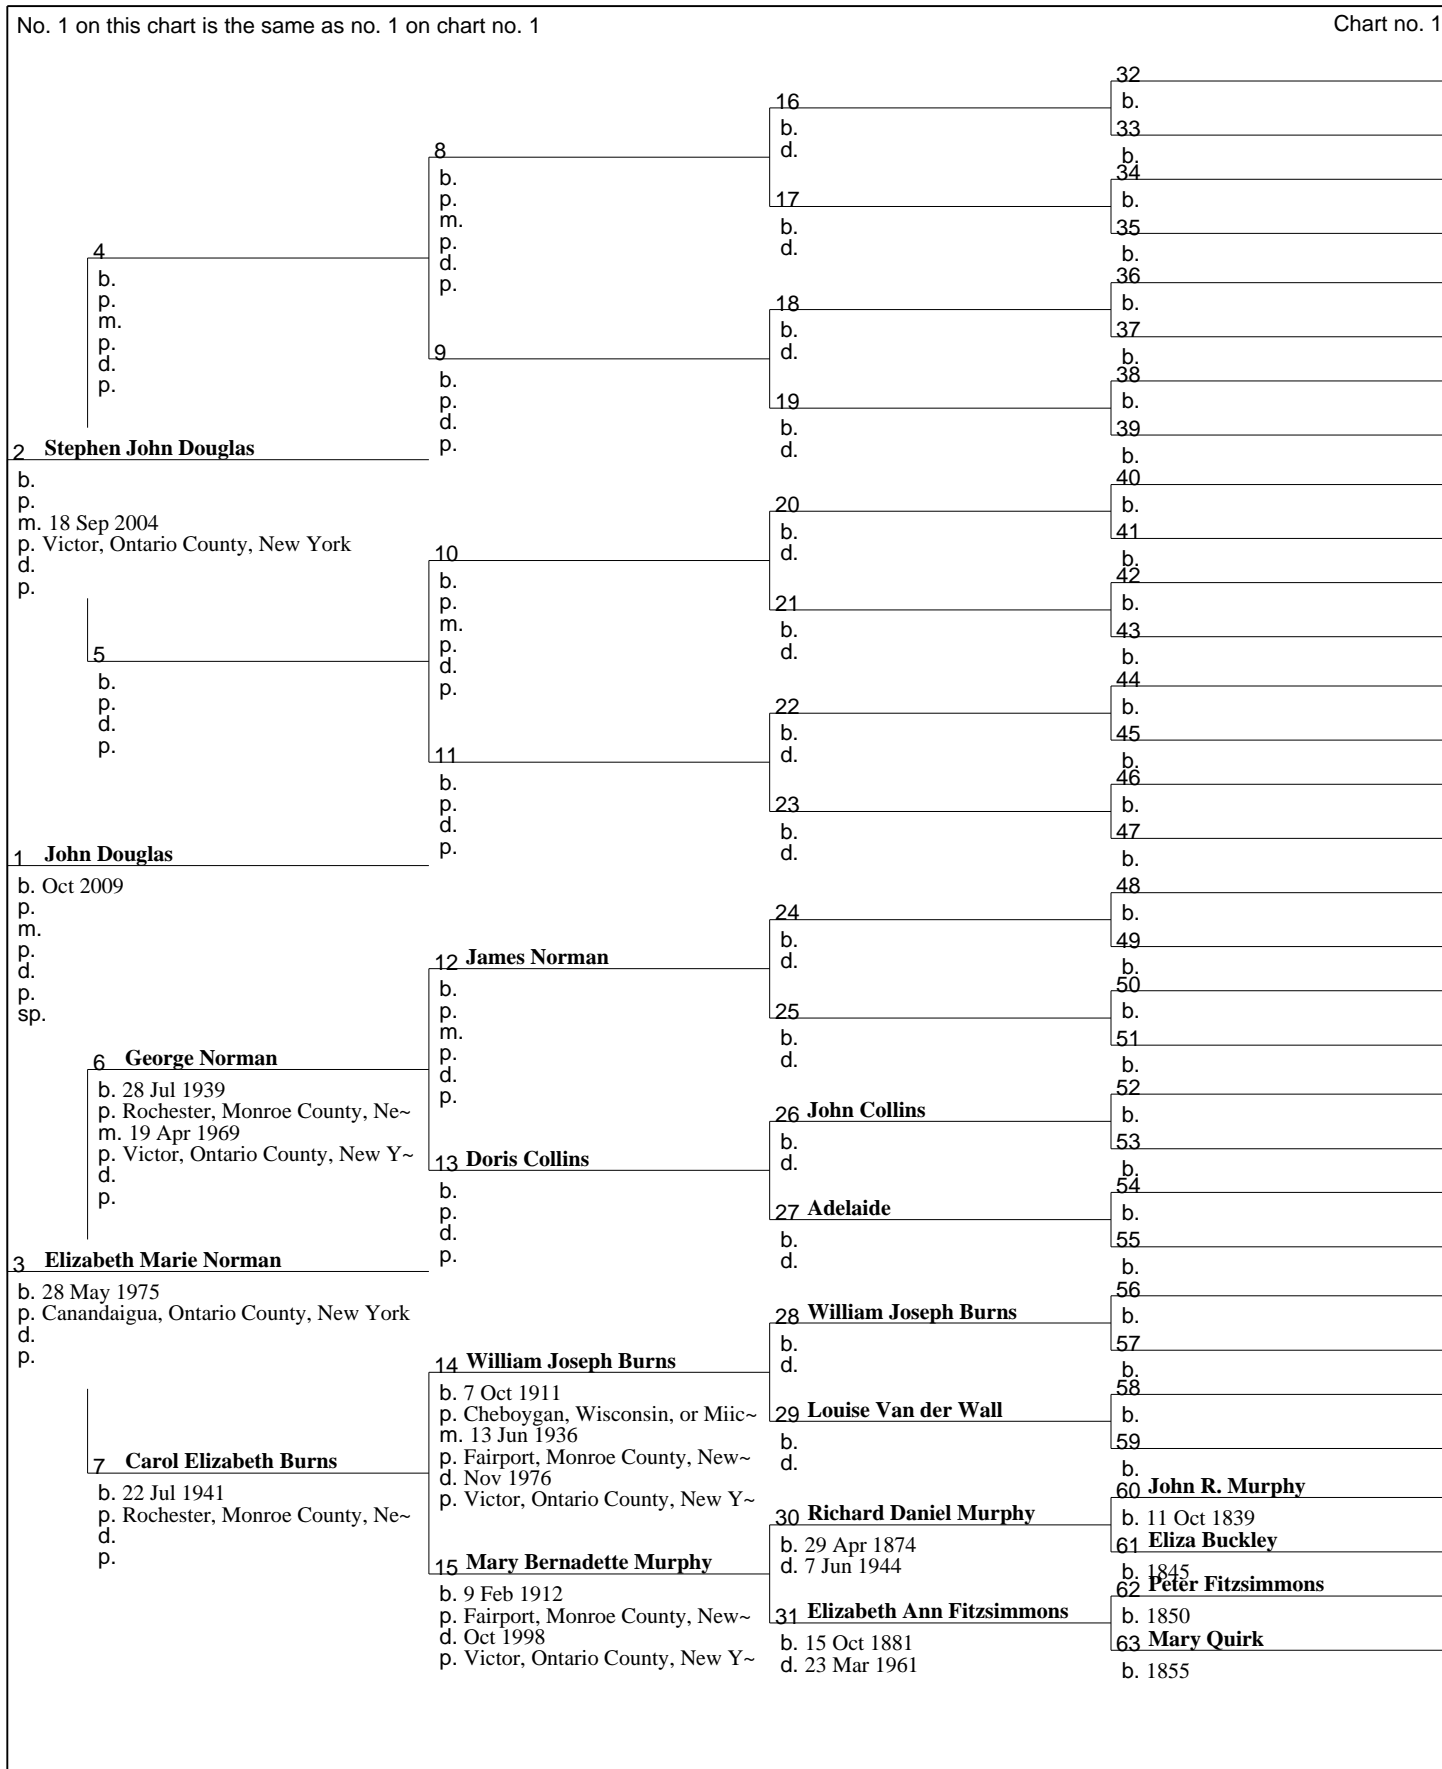 No. 1 on this chart is the same as no. 1 on chart no. 1
Chart no. 1
2 Stephen John Douglas
b.
p.
m. 18 Sep 2004
p. Victor, Ontario County, New York
d.
p.
1 John Douglas
b. Oct 2009
p.
m.
p.
d.
p.
sp.
3 Elizabeth Marie Norman
b. 28 May 1975
p. Canandaigua, Ontario County, New York
d.
p.
4
b.
p.
m.
p.
d.
p.
5
b.
p.
d.
p.
6 George Norman
b. 28 Jul 1939
p. Rochester, Monroe County, Ne~
m. 19 Apr 1969
p. Victor, Ontario County, New Y~
d.
p.
7 Carol Elizabeth Burns
b. 22 Jul 1941
p. Rochester, Monroe County, Ne~
d.
p.
8
b.
p.
m.
p.
d.
p.
9
b.
p.
d.
p.
10
b.
p.
m.
p.
d.
p.
11
b.
p.
d.
p.
12 James Norman
b.
p.
m.
p.
d.
p.
13 Doris Collins
b.
p.
d.
p.
14 William Joseph Burns
b. 7 Oct 1911
p. Cheboygan, Wisconsin, or Miic~
m. 13 Jun 1936
p. Fairport, Monroe County, New~
d. Nov 1976
p. Victor, Ontario County, New Y~
15 Mary Bernadette Murphy
b. 9 Feb 1912
p. Fairport, Monroe County, New~
d. Oct 1998
p. Victor, Ontario County, New Y~
16
b.
d.
17
b.
d.
18
b.
d.
19
b.
d.
20
b.
d.
21
b.
d.
22
b.
d.
23
b.
d.
24
b.
d.
25
b.
d.
26 John Collins
b.
d.
27 Adelaide
b.
d.
28 William Joseph Burns
b.
d.
29 Louise Van der Wall
b.
d.
30 Richard Daniel Murphy
b. 29 Apr 1874
d. 7 Jun 1944
31 Elizabeth Ann Fitzsimmons
b. 15 Oct 1881
d. 23 Mar 1961
32
b.
33
b.
34
b.
35
b.
36
b.
37
b.
38
b.
39
b.
40
b.
41
b.
42
b.
43
b.
44
b.
45
b.
46
b.
47
b.
48
b.
49
b.
50
b.
51
b.
52
b.
53
b.
54
b.
55
b.
56
b.
57
b.
58
b.
59
b.
60 John R. Murphy
b. 11 Oct 1839
61 Eliza Buckley
b. 1845
62 Peter Fitzsimmons
b. 1850
63 Mary Quirk
b. 1855